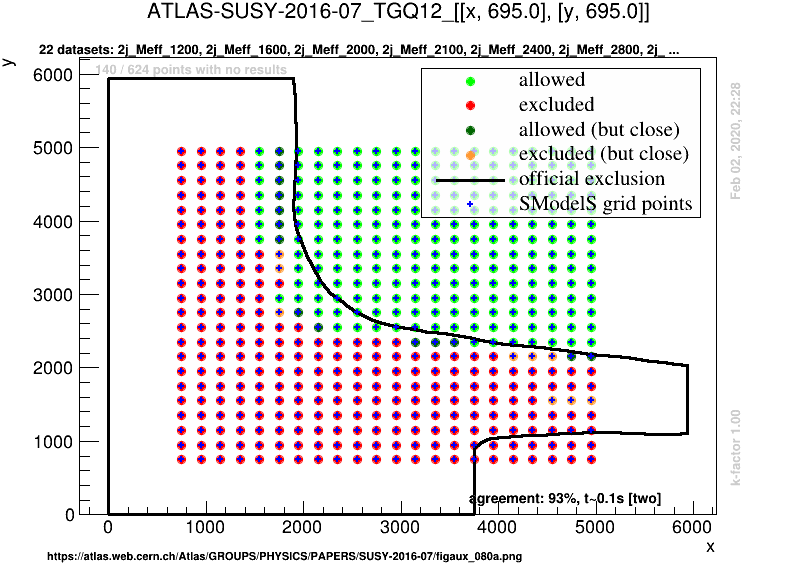 ATLAS-SUSY-2016-07_TGQ12_[[x, 695.0], [y, 695.0]]
22 datasets: 2j_Meff_1200, 2j_Meff_1600, 2j_Meff_2000, 2j_Meff_2100, 2j_Meff_2400, 2j_Meff_2800, 2j_ ...
y
140 / 624 points with no results
allowed
excluded
allowed (but close)
excluded (but close)
official exclusion
SModelS grid points
6000
5000
4000
3000
2000
1000
0
Feb 02, 2020, 22:28
k-factor 1.00
agreement: 93%, t~0.1s [two]
0 1000 2000 3000 4000 5000 6000
x
https://atlas.web.cern.ch/Atlas/GROUPS/PHYSICS/PAPERS/SUSY-2016-07/figaux_080a.png